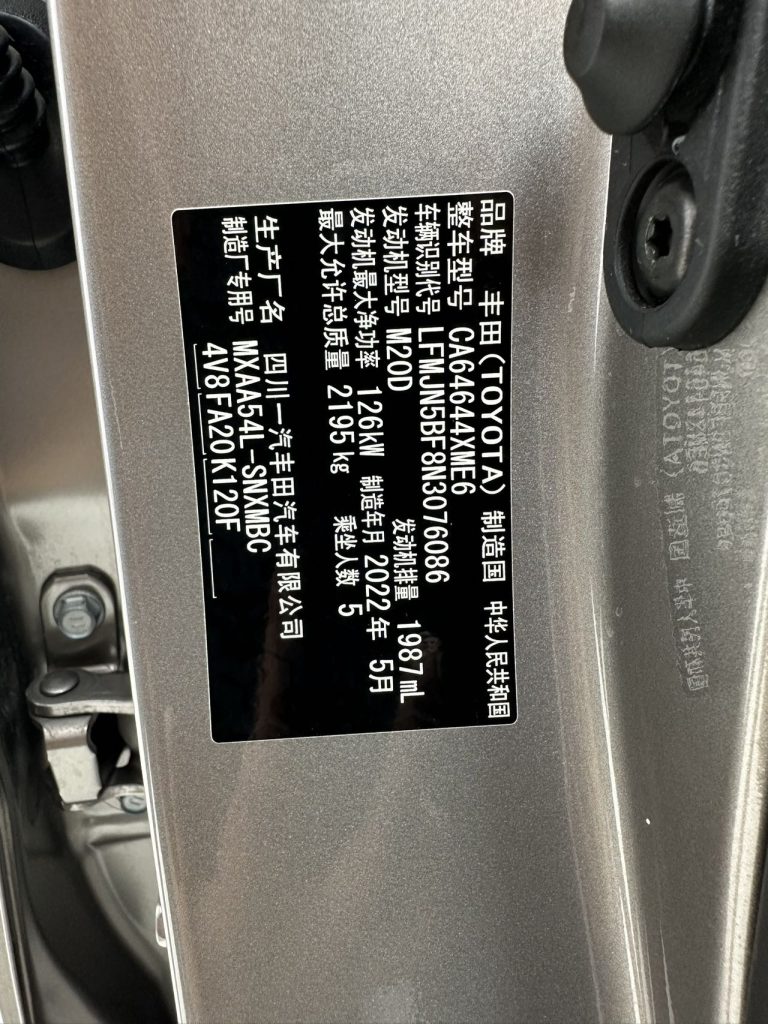 品牌 丰田(TOYOTA) 制造国 中华人民共和国
整车型号 CA64644XME6
车辆识别代号 LFMJN5BF8N3076086
发动机型号 M20D 发动机排量 1987mL
发动机最大净功率 126kW 制造年月 2022年 5月
最大允许总质量 2195kg 乘坐人数 5
生产厂名 四川一汽丰田汽车有限公司
制造厂专用号 MXAA54L-SNXMBC
4V8FA20K120F